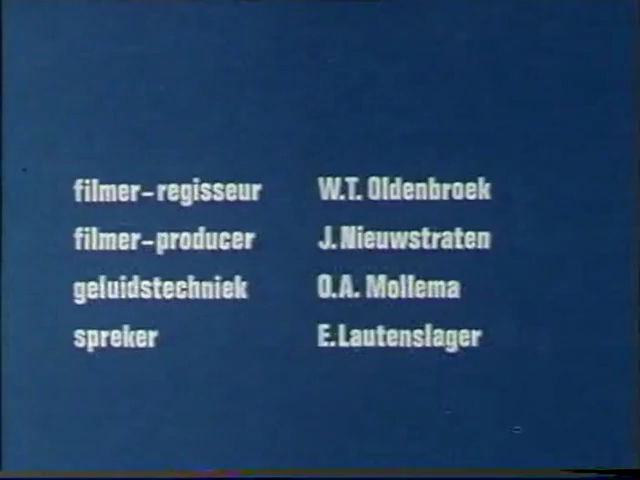 filmer-regisseur W.T. Oldenbroek
filmer-producer J. Nieuwstraten
geluidstechniek O.A. Mollema
spreker E. Lautenslager